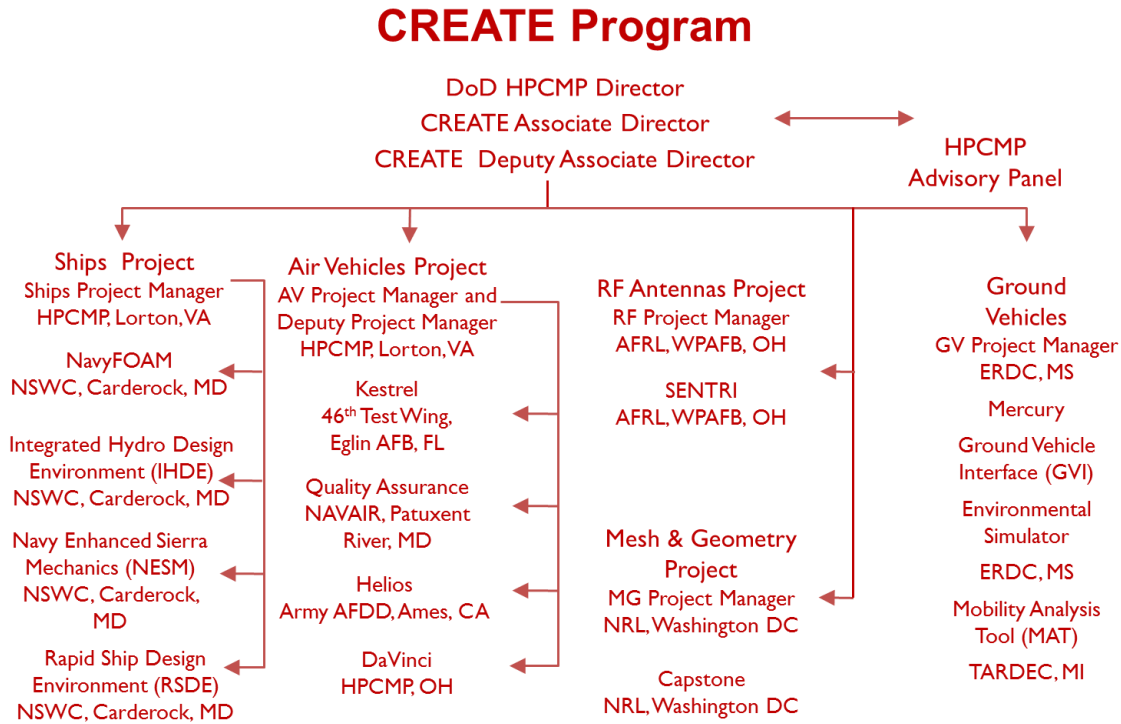 CREATE Program
DoD HPCMP Director
CREATE Associate Director
CREATE Deputy Associate Director
HPCMP
Advisory Panel
Ships Project
Ships Project Manager
HPCMP, Lorton, VA
NavyFOAM
NSWC, Carderock, MD
Integrated Hydro Design
Environment (IHDE)
NSWC, Carderock, MD
Navy Enhanced Sierra
Mechanics (NESM)
NSWC, Carderock,
MD
Rapid Ship Design
Environment (RSDE)
NSWC, Carderock, MD
Air Vehicles Project
AV Project Manager and
Deputy Project Manager
HPCMP, Lorton, VA
Kestrel
46th Test Wing,
Eglin AFB, FL
Quality Assurance
NAVAIR, Patuxent
River, MD
Helios
Army AFDD, Ames, CA
DaVinci
HPCMP, OH
RF Antennas Project
RF Project Manager
AFRL, WPAFB, OH
SENTRI
AFRL, WPAFB, OH
Mesh & Geometry
Project
MG Project Manager
NRL, Washington DC
Capstone
NRL, Washington DC
Ground
Vehicles
GV Project Manager
ERDC, MS
Mercury
Ground Vehicle
Interface (GVI)
Environmental
Simulator
ERDC, MS
Mobility Analysis
Tool (MAT)
TARDEC, MI